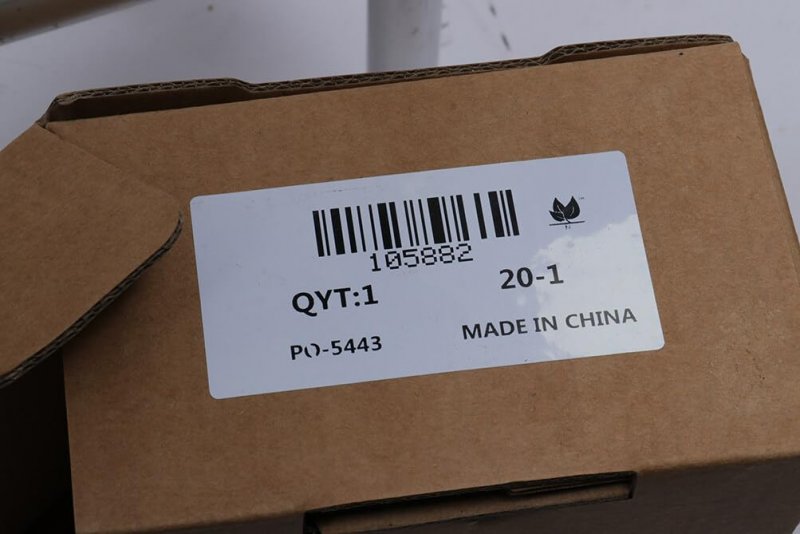 105882
QYT:1
20-1
PO-5443
MADE IN CHINA